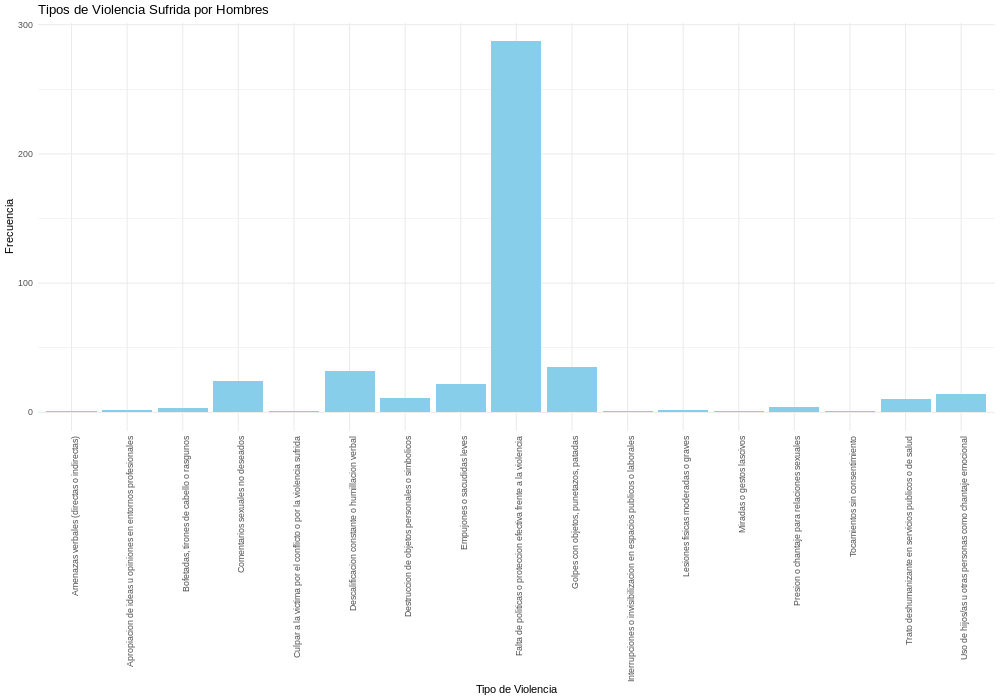 Tipos de Violencia Sufrida por Hombres
Frecuencia
300
200
100
0
Amenazas verbales (directas o indirectas)
Apropiacion de ideas u opiniones en entornos profesionales
Bofetadas, tirones de cabello o rasgunos
Comentarios sexuales no deseados
Culpar a la victima por el conflicto o por la violencia sufrida
Descalificacion constante o humillacion verbal
Destruccion de objetos personales o simbolicos
Empujones o sacudidas leves
Falta de politicas o proteccion efectiva frente a la violencia
Golpes con objetos, punetazos, patadas
Interrupciones o invisibilizacion en espacios publicos o laborales
Lesiones fisicas moderadas o graves
Miradas o gestos lascivos
Presion o chantaje para relaciones sexuales
Tocamientos sin consentimiento
Trato deshumanizante en servicios publicos o de salud
Uso de hijos/as u otras personas como chantaje emocional
Tipo de Violencia